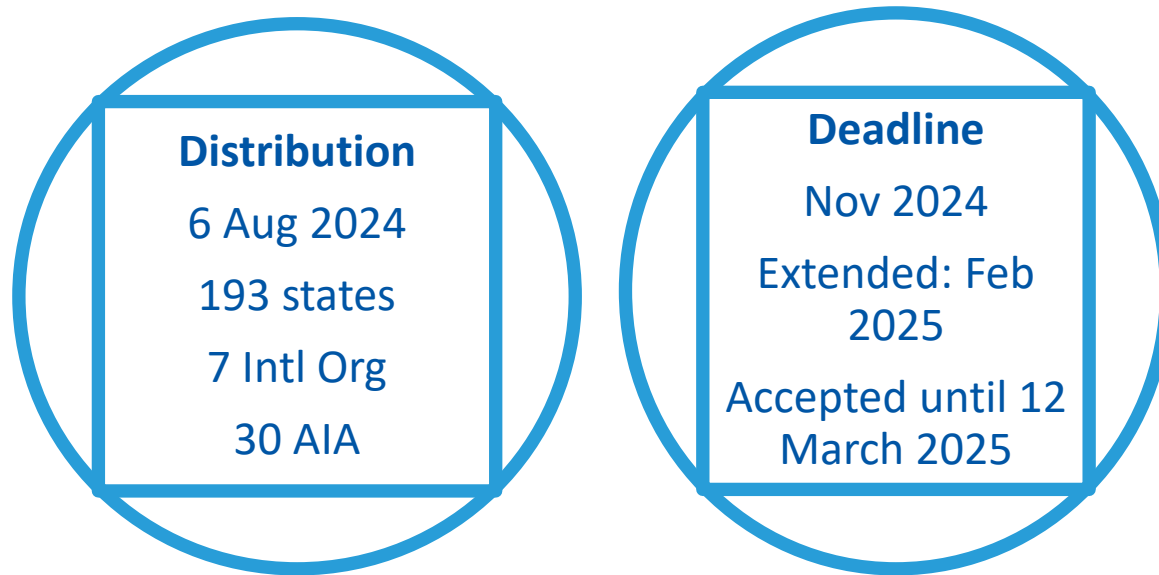 Distribution
6 Aug 2024
193 states
7 Intl Org
30 AIA
Deadline
Nov 2024
Extended: Feb
2025
Accepted until 12
March 2025